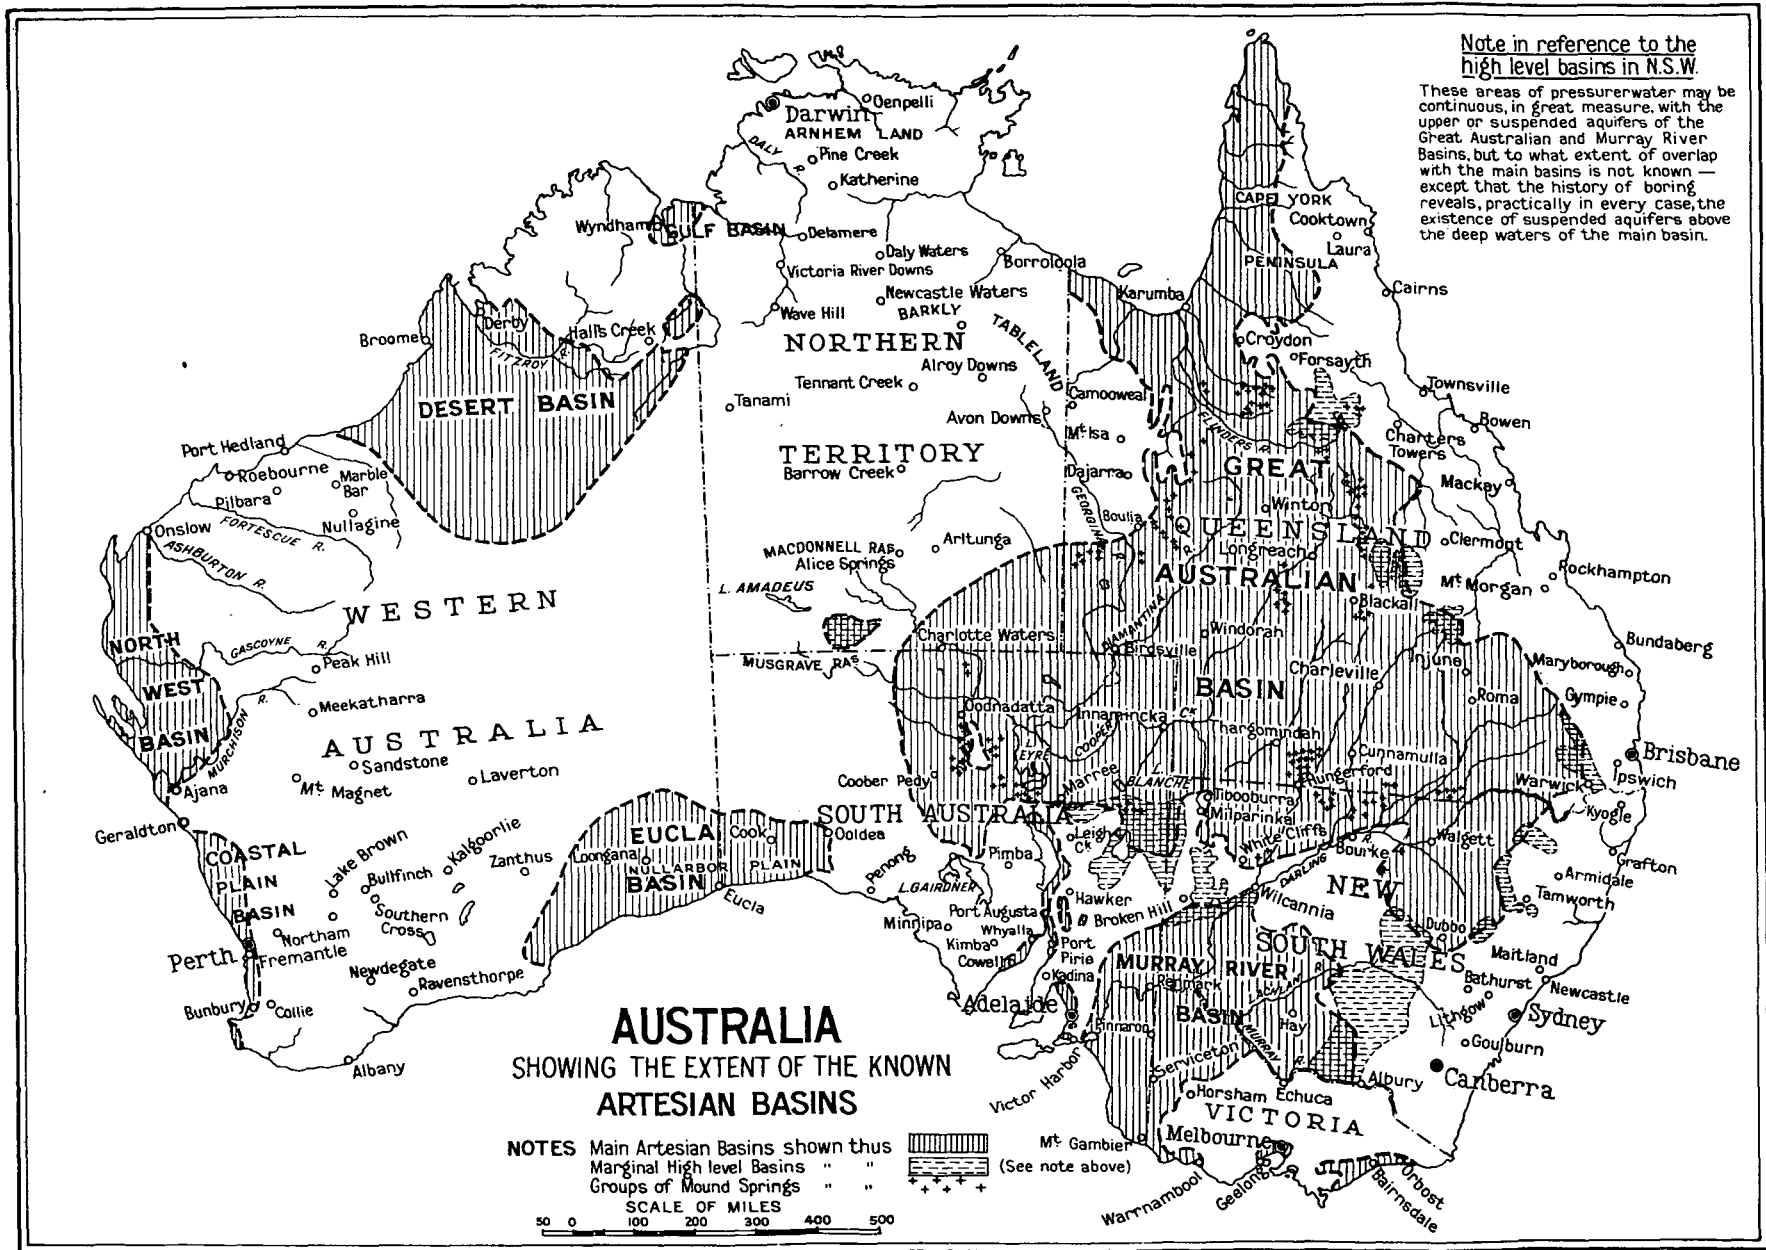 Note in reference to the
high level basins in N.S.W.
These areas of pressurewater may be
continuous, in great measure, with the
upper or suspended aquifers of the
Great Australian and Murray River
Basins, but to what extent of overlap
with the main basins is not known —
except that the history of boring
reveals, practically in every case, the
existence of suspended aquifers above
the deep waters of the main basin.
Darwin
Oenpelli
ARNHEM LAND
DALY R.
Pine Creek
Katherine
Wyndham
GULF BASIN
Delamere
Daly Waters
Victoria River Downs
Borroloola
Newcastle Waters
Wave Hill
BARKLY
TABLELAND
CAPE YORK
PENINSULA
Cooktown
Laura
Cairns
Karumba
Croydon
Forsayth
Townsville
Bowen
Charters
Towers
Mackay
Clermont
Rockhampton
Mt Morgan
Bundaberg
Maryborough
Gympie
Brisbane
Ipswich
Warwick
Kyogle
Grafton
Armidale
Tamworth
Broome
Derby
FITZROY R.
Hall's Creek
DESERT BASIN
NORTHERN
TERRITORY
Alroy Downs
Tennant Creek
Tanami
Avon Downs
Camooweal
Mt Isa
Dajarra
Barrow Creek
GEORGINA
Boulia
FLINDERS R.
GREAT
AUSTRALIAN
BASIN
QUEENSLAND
Winton
Longreach
Blackall
Windorah
DIAMANTINA
R.
Birdsville
Charleville
Injune
Roma
Port Hedland
Roebourne
Pilbara
Marble
Bar
Nullagine
Onslow
FORTESCUE R.
ASHBURTON R.
MACDONNELL RAS
Alice Springs
Arltunga
L. AMADEUS
MUSGRAVE RAS
Charlotte Waters
Oodnadatta
Innamincka
COOPER CK
Thargomindah
Cunnamulla
Hungerford
L. EYRE
Marree
L. BLANCHE
Coober Pedy
WESTERN
AUSTRALIA
NORTH
WEST
BASIN
GASCOYNE R.
Peak Hill
Meekatharra
MURCHISON R.
Sandstone
Mt Magnet
Laverton
Ajana
Geraldton
COASTAL
PLAIN
BASIN
Lake Brown
Bullfinch
Kalgoorlie
Zanthus
Southern
Cross
Northam
Perth
Fremantle
Newdegate
Ravensthorpe
Bunbury
Collie
Albany
EUCLA
BASIN
Loongana
NULLARBOR PLAIN
Cook
Ooldea
Eucla
SOUTH AUSTRALIA
Tibooburra
Milparinka
White Cliffs
Leigh
Ck
Pimba
Penong
L. GAIRDNER
Hawker
Broken Hill
Wilcannia
DARLING R.
Bourke
Walgett
NEW
SOUTH WALES
Dubbo
Maitland
Bathurst
Newcastle
Lithgow
Sydney
Goulburn
Canberra
Albury
Minnipa
Port Augusta
Whyalla
Kimba
Cowell
Port
Pirie
Kadina
Adelaide
Victor Harbor
MURRAY RIVER
BASIN
Renmark
LACHLAN R.
Hay
Pinnaroo
MURRAY R.
Serviceton
Horsham
Echuca
VICTORIA
Melbourne
Mt Gambier
Warrnambool
Geelong
Bairnsdale
Orbost
AUSTRALIA
SHOWING THE EXTENT OF THE KNOWN
ARTESIAN BASINS
NOTES Main Artesian Basins shown thus
Marginal High level Basins " " (See note above)
Groups of Mound Springs " "
SCALE OF MILES
50 0 100 200 300 400 500